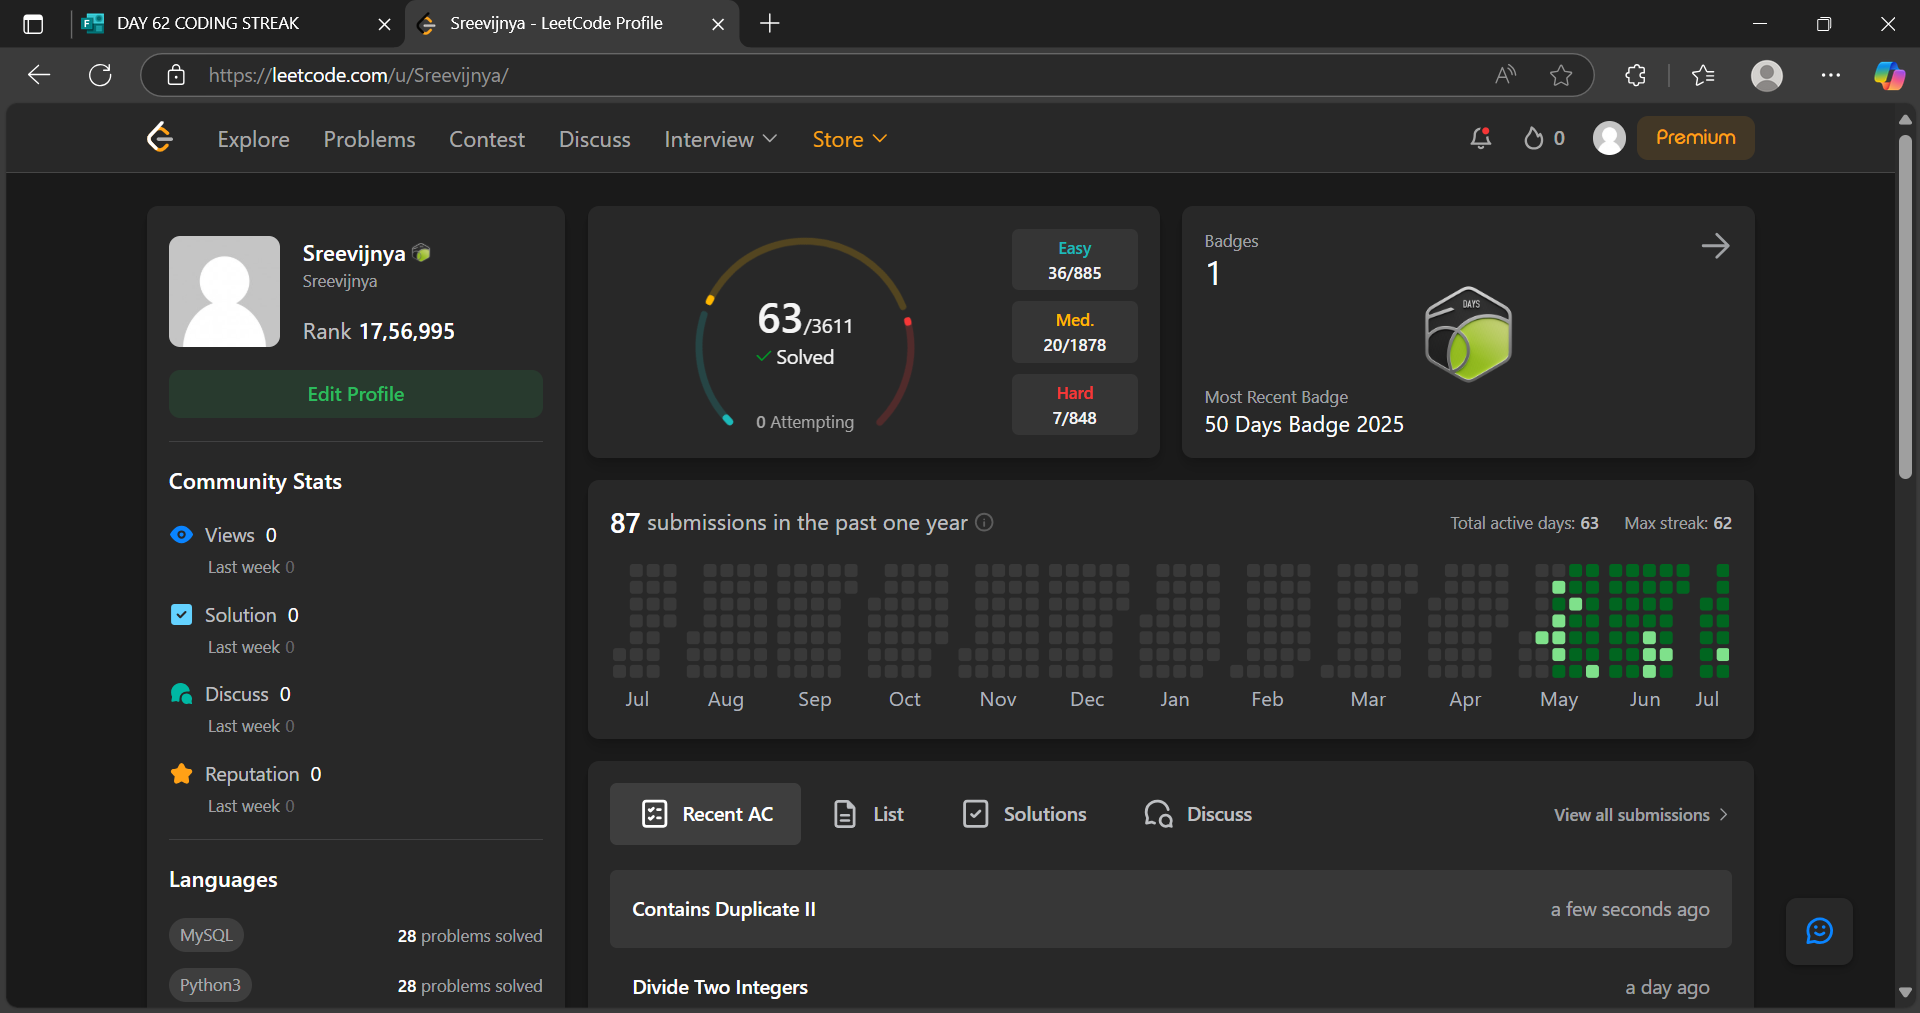 DAY 62 CODING STREAK
Sreevijnya - LeetCode Profile
https://leetcode.com/u/Sreevijnya/
Explore Problems Contest Discuss Interview Store 0 Premium
Sreevijnya
Sreevijnya
Rank 17,56,995
Edit Profile
Community Stats
Views 0
Last week 0
Solution 0
Last week 0
Discuss 0
Last week 0
Reputation 0
Last week 0
Languages
MySQL 28 problems solved
Python3 28 problems solved
63/3611
Solved
0 Attempting
Easy
36/885
Med.
20/1878
Hard
7/848
Badges
1
DAYS
Most Recent Badge
50 Days Badge 2025
87 submissions in the past one year
Total active days: 63 Max streak: 62
Jul Aug Sep Oct Nov Dec Jan Feb Mar Apr May Jun Jul
Recent AC List Solutions Discuss View all submissions
Contains Duplicate II a few seconds ago
Divide Two Integers a day ago